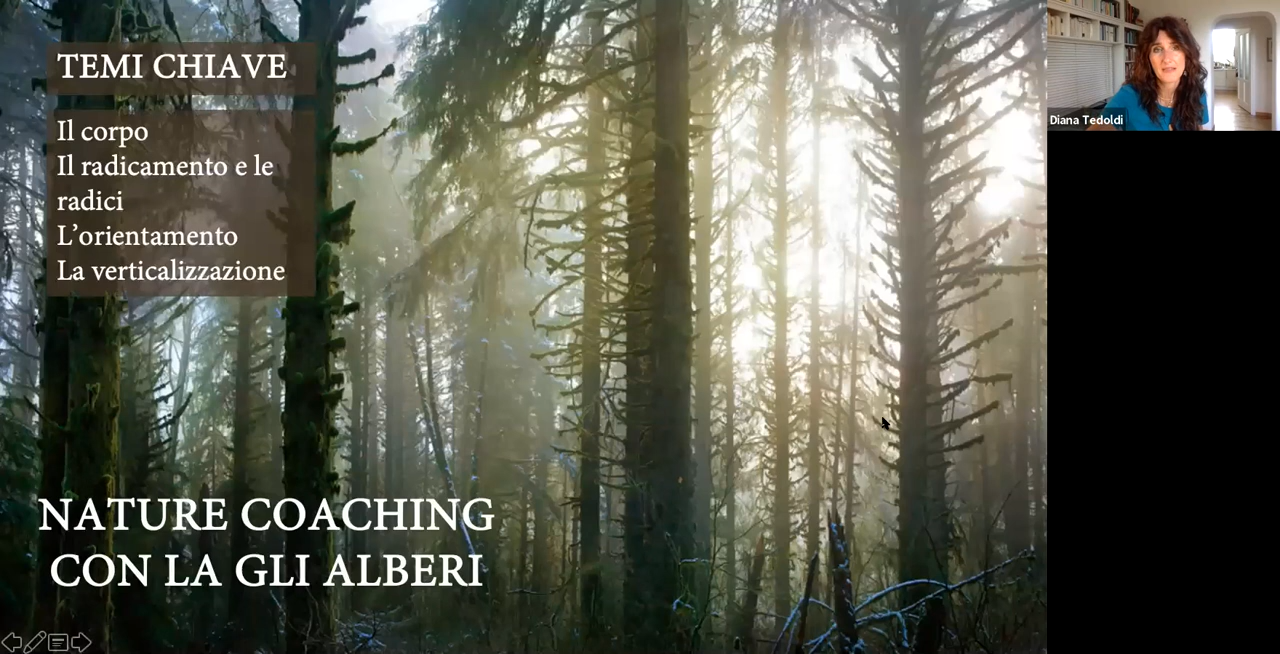 TEMI CHIAVE
Il corpo
Il radicamento e le
radici
L’orientamento
La verticalizzazione
NATURE COACHING
CON LA GLI ALBERI
Diana Tedoldi